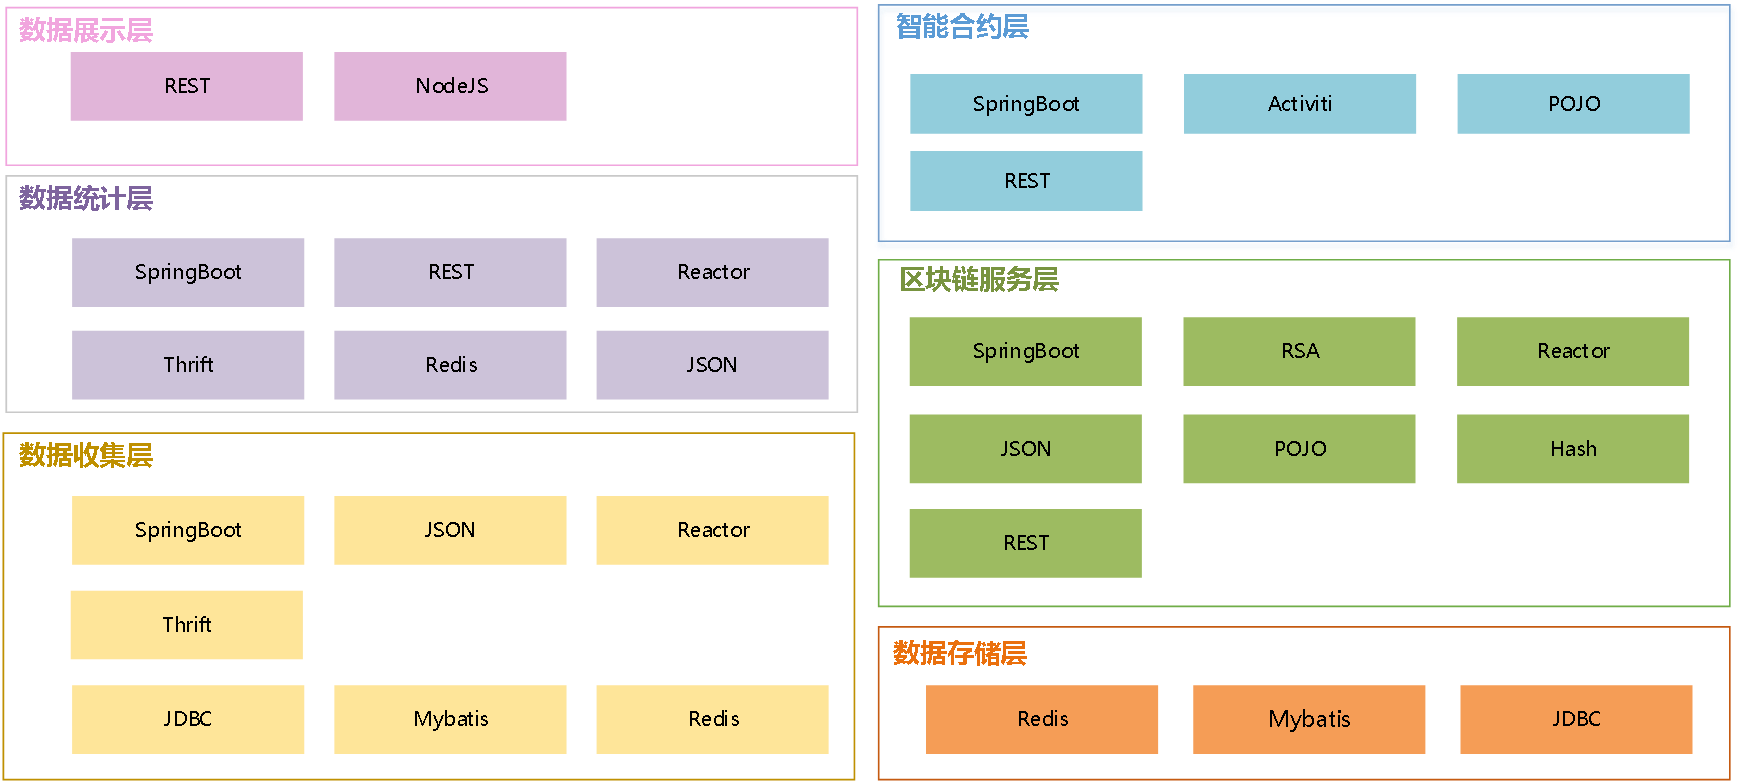 数据展示层
REST
NodeJS
数据统计层
SpringBoot
REST
Reactor
Thrift
Redis
JSON
数据收集层
SpringBoot
JSON
Reactor
Thrift
JDBC
Mybatis
Redis
智能合约层
SpringBoot
Activiti
POJO
REST
区块链服务层
SpringBoot
RSA
Reactor
JSON
POJO
Hash
REST
数据存储层
Redis
Mybatis
JDBC